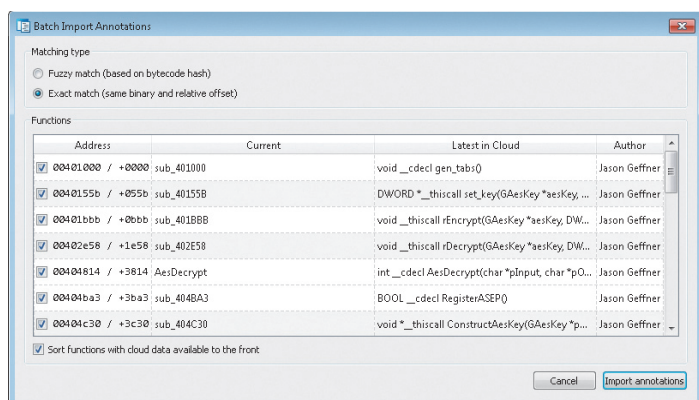 Batch Import Annotations
Matching type
Fuzzy match (based on bytecode hash)
Exact match (same binary and relative offset)
Functions
Address Current Latest in Cloud Author
00401000 / +0000 sub_401000 void __cdecl gen_tabs() Jason Geffner
0040155b / +055b sub_40155B DWORD *__thiscall set_key(GAesKey *aesKey, ... Jason Geffner
00401bbb / +0bbb sub_401BBB void __thiscall rEncrypt(GAesKey *aesKey, DW... Jason Geffner
00402e58 / +1e58 sub_402E58 void __thiscall rDecrypt(GAesKey *aesKey, DW... Jason Geffner
00404814 / +3814 AesDecrypt int __cdecl AesDecrypt(char *pInput, char *pO... Jason Geffner
00404ba3 / +3ba3 sub_404BA3 BOOL __cdecl RegisterASEP() Jason Geffner
00404c30 / +3c30 sub_404C30 void *__thiscall ConstructAesKey(GAesKey *p... Jason Geffner
Sort functions with cloud data available to the front
Cancel Import annotations